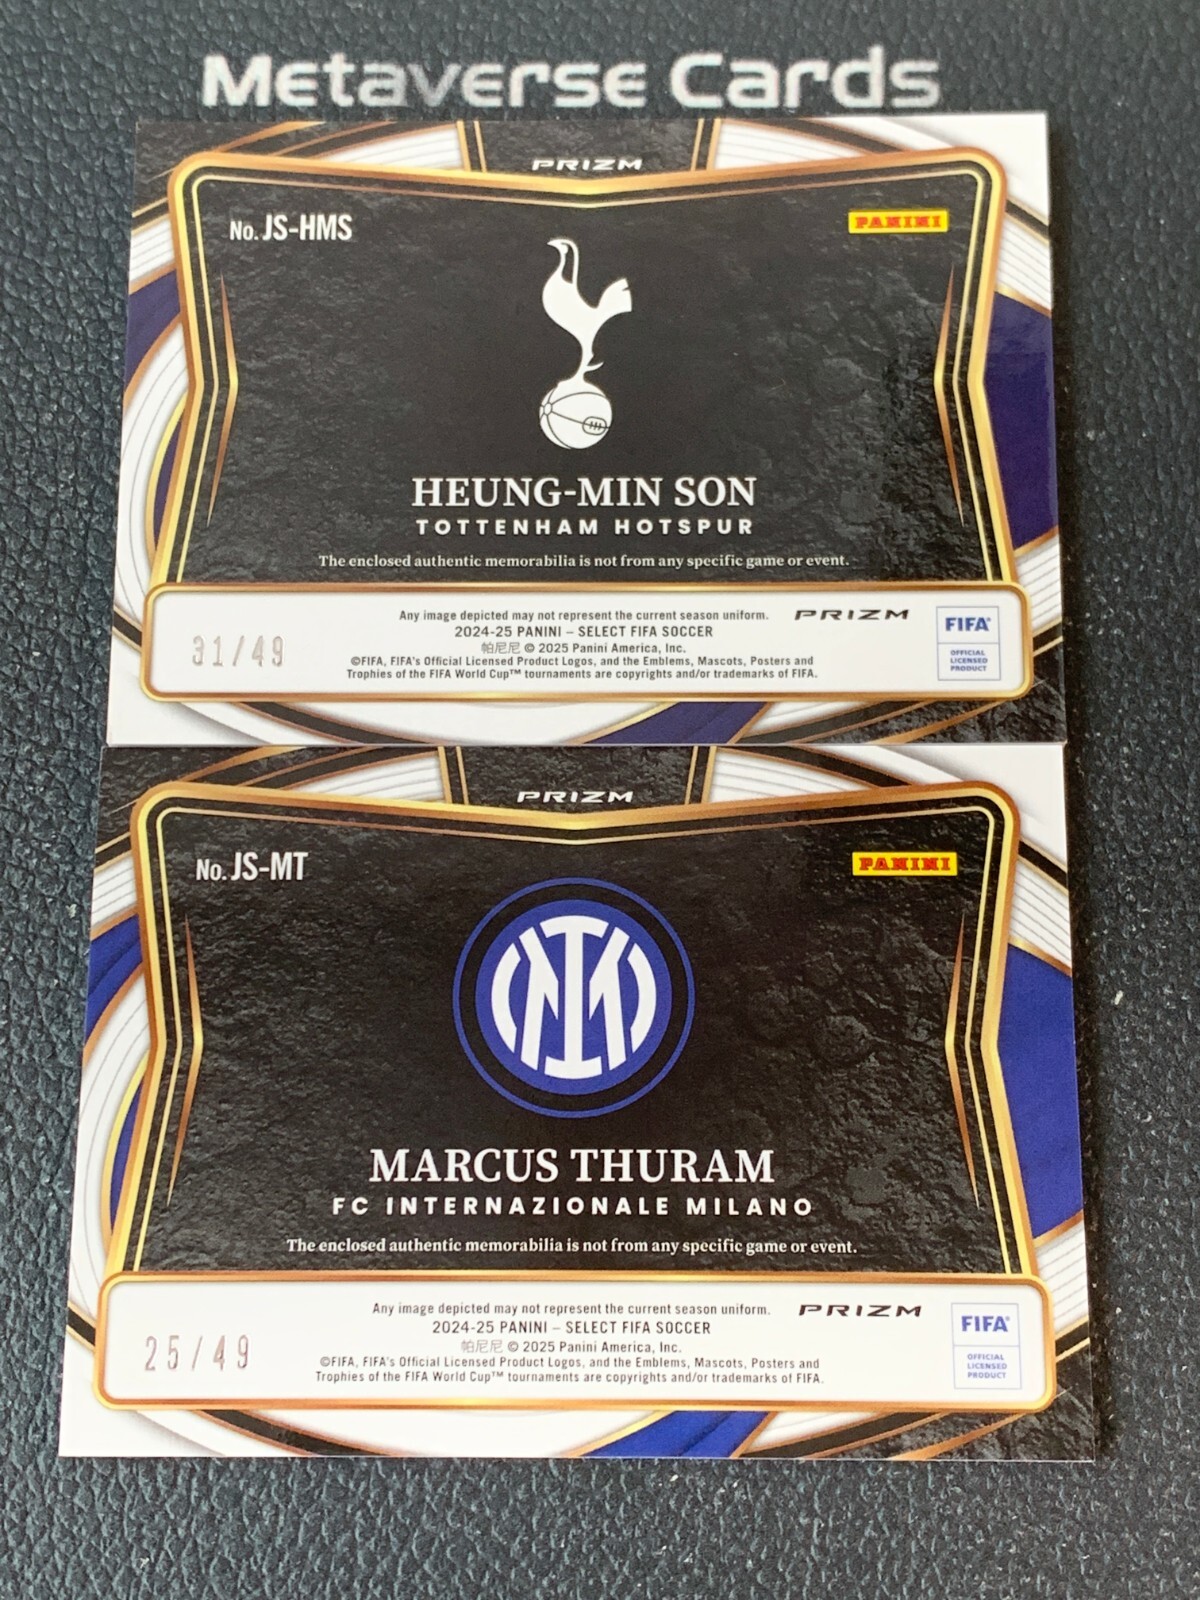 Metaverse Cards
PRIZM
No. JS-HMS
PANINI
HEUNG-MIN SON
TOTTENHAM HOTSPUR
The enclosed authentic memorabilia is not from any specific game or event.
Any image depicted may not represent the current season uniform.
PRIZM
2024-25 PANINI – SELECT FIFA SOCCER
帕尼尼 © 2025 Panini America, Inc.
©FIFA, FIFA's Official Licensed Product Logos, and the Emblems, Mascots, Posters and
Trophies of the FIFA World Cup™ tournaments are copyrights and/or trademarks of FIFA.
31/49
FIFA®
OFFICIAL
LICENSED
PRODUCT
PRIZM
No. JS-MT
PANINI
MARCUS THURAM
FC INTERNAZIONALE MILANO
The enclosed authentic memorabilia is not from any specific game or event.
Any image depicted may not represent the current season uniform.
PRIZM
2024-25 PANINI – SELECT FIFA SOCCER
帕尼尼 © 2025 Panini America, Inc.
©FIFA, FIFA's Official Licensed Product Logos, and the Emblems, Mascots, Posters and
Trophies of the FIFA World Cup™ tournaments are copyrights and/or trademarks of FIFA.
25/49
FIFA®
OFFICIAL
LICENSED
PRODUCT